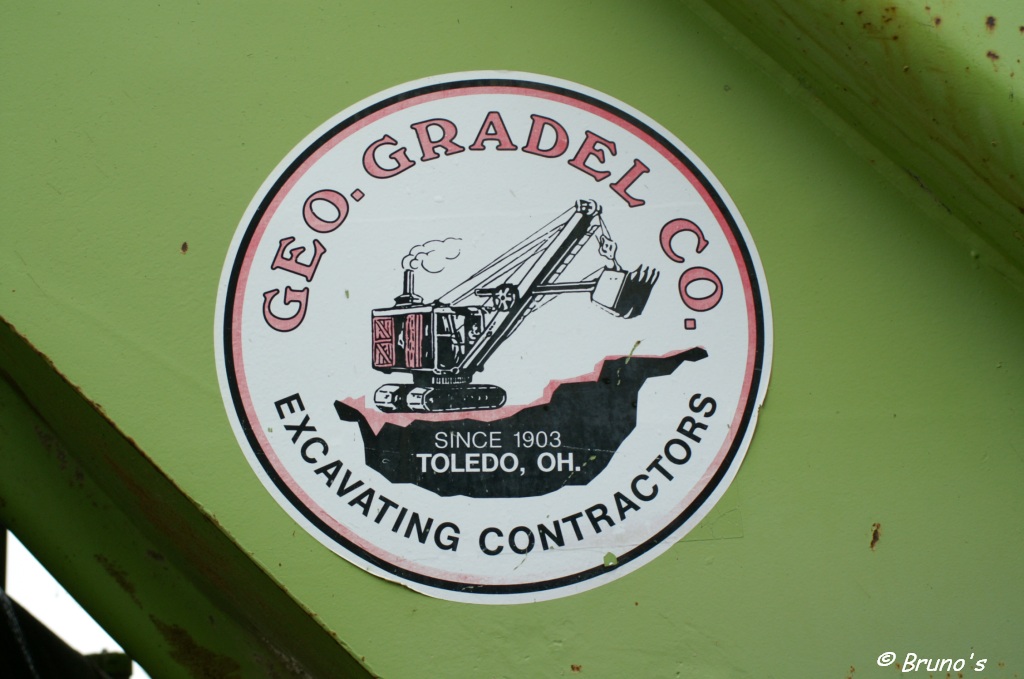 GEO. GRADEL CO.
SINCE 1903
TOLEDO, OH.
EXCAVATING CONTRACTORS
© Bruno's